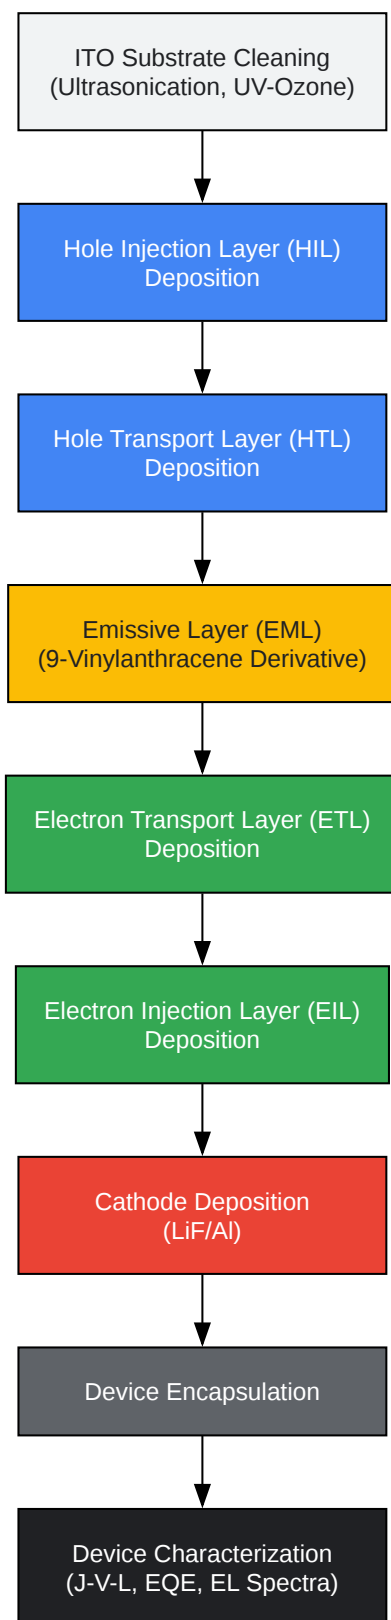 ITO Substrate Cleaning
(Ultrasonication, UV-Ozone)
Hole Injection Layer (HIL)
Deposition
Hole Transport Layer (HTL)
Deposition
Emissive Layer (EML)
(9-Vinylanthracene Derivative)
Electron Transport Layer (ETL)
Deposition
Electron Injection Layer (EIL)
Deposition
Cathode Deposition
(LiF/Al)
Device Encapsulation
Device Characterization
(J-V-L, EQE, EL Spectra)